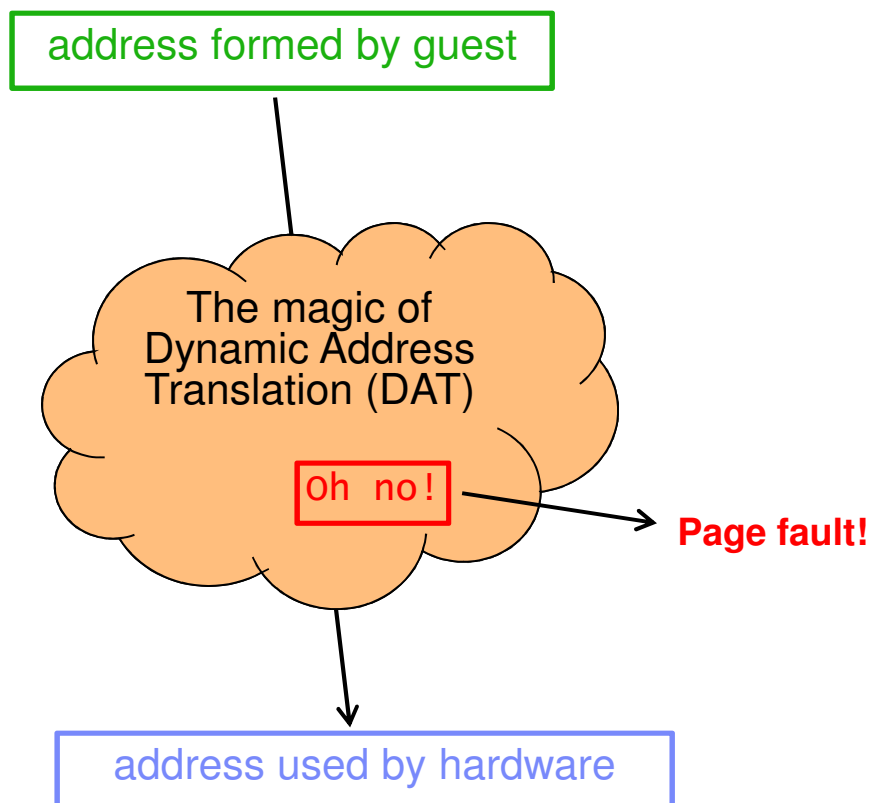 address formed by guest
The magic of
Dynamic Address
Translation (DAT)
Oh no!
Page fault!
address used by hardware